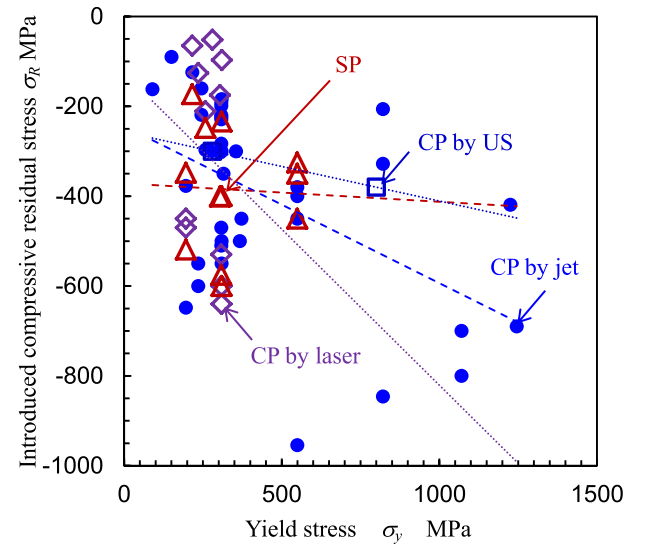 Introduced compressive residual stress σR MPa
0
-200
-400
-600
-800
-1000
SP
CP by US
CP by jet
CP by laser
0
500
1000
1500
Yield stress σy MPa